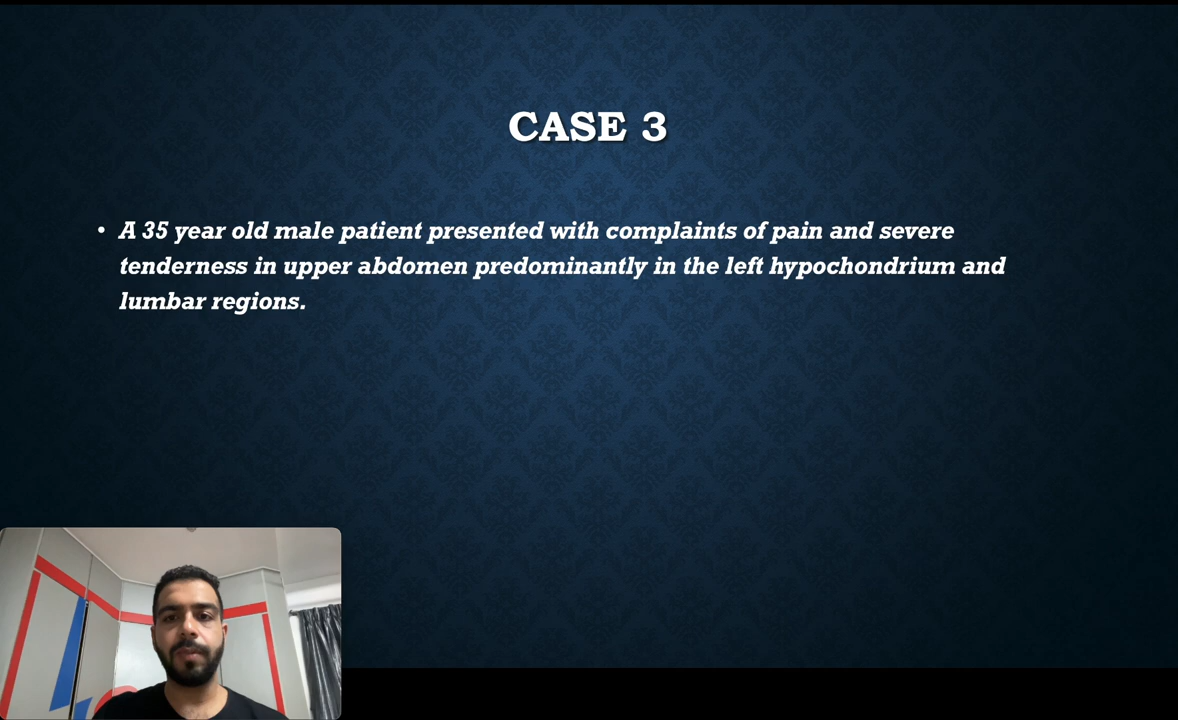 CASE 3
• A 35 year old male patient presented with complaints of pain and severe
tenderness in upper abdomen predominantly in the left hypochondrium and
lumbar regions.